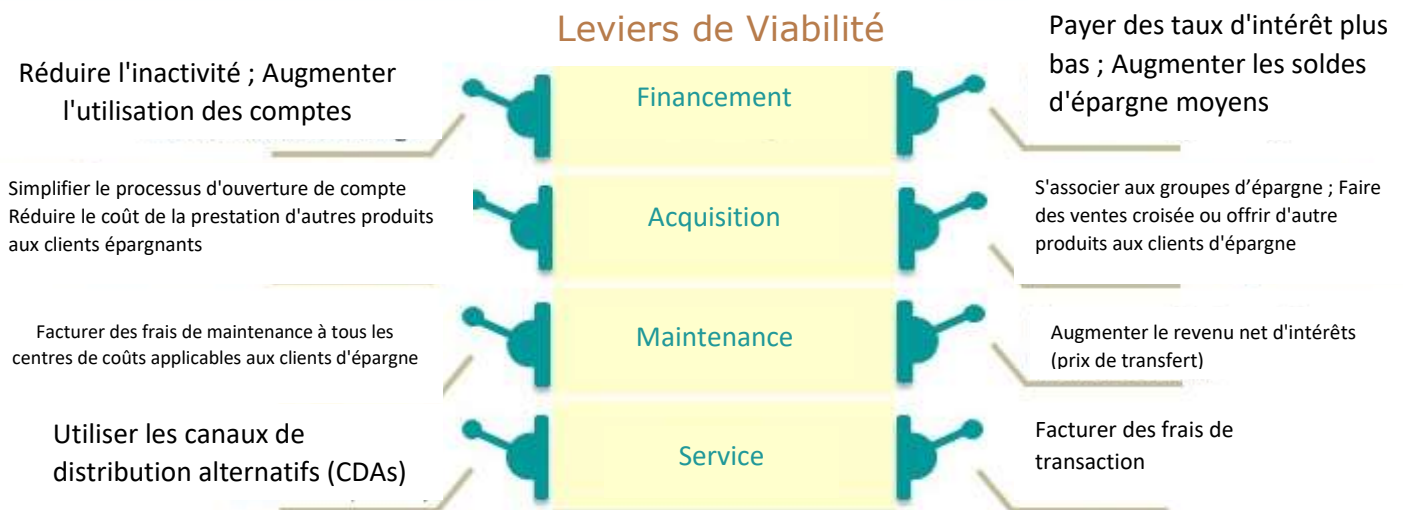 Leviers de Viabilité
Réduire l'inactivité ; Augmenter
l'utilisation des comptes
Financement
Payer des taux d'intérêt plus
bas ; Augmenter les soldes
d'épargne moyens
Simplifier le processus d'ouverture de compte
Réduire le coût de la prestation d'autres produits
aux clients épargnants
Acquisition
S'associer aux groupes d’épargne ; Faire
des ventes croisée ou offrir d'autre
produits aux clients d'épargne
Facturer des frais de maintenance à tous les
centres de coûts applicables aux clients d'épargne
Maintenance
Augmenter le revenu net d'intérêts
(prix de transfert)
Utiliser les canaux de
distribution alternatifs (CDAs)
Service
Facturer des frais de
transaction